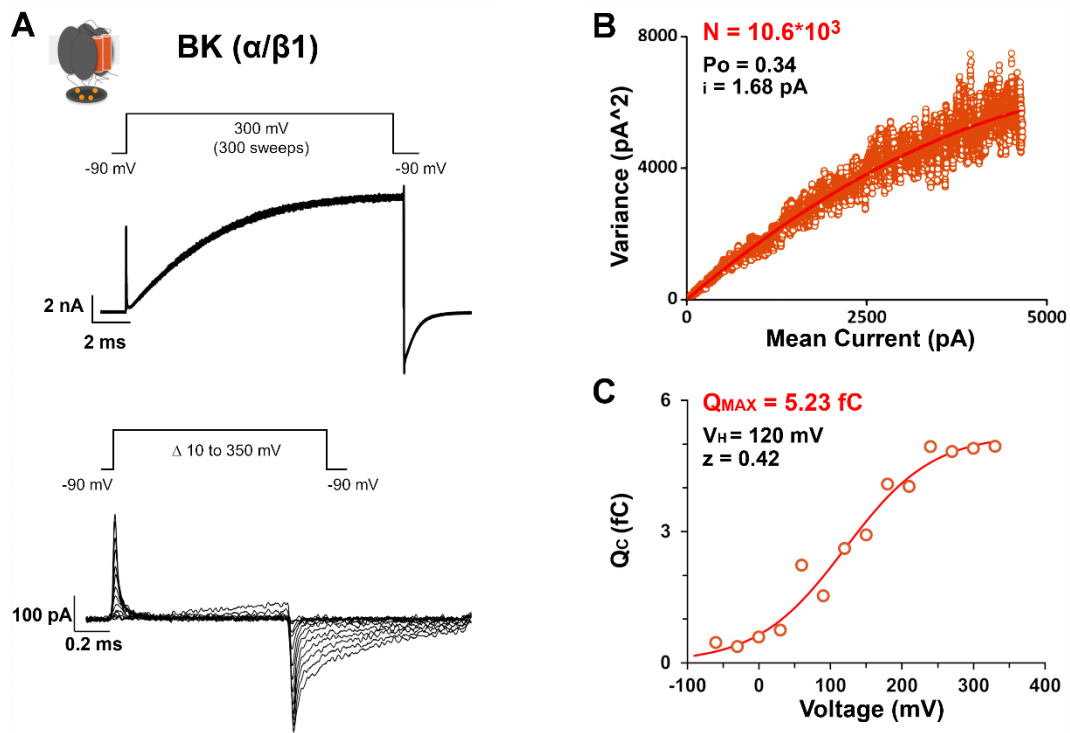 A
BK (α/β1)
300 mV
(300 sweeps)
-90 mV
-90 mV
2 nA
2 ms
Δ 10 to 350 mV
-90 mV
-90 mV
100 pA
0.2 ms
B
N = 10.6*10³
Po = 0.34
i = 1.68 pA
8000
4000
0
Variance (pA^2)
0
2500
5000
Mean Current (pA)
C
QMAX = 5.23 fC
VH = 120 mV
z = 0.42
6
3
0
QC (fC)
-100
0
100
200
300
400
Voltage (mV)